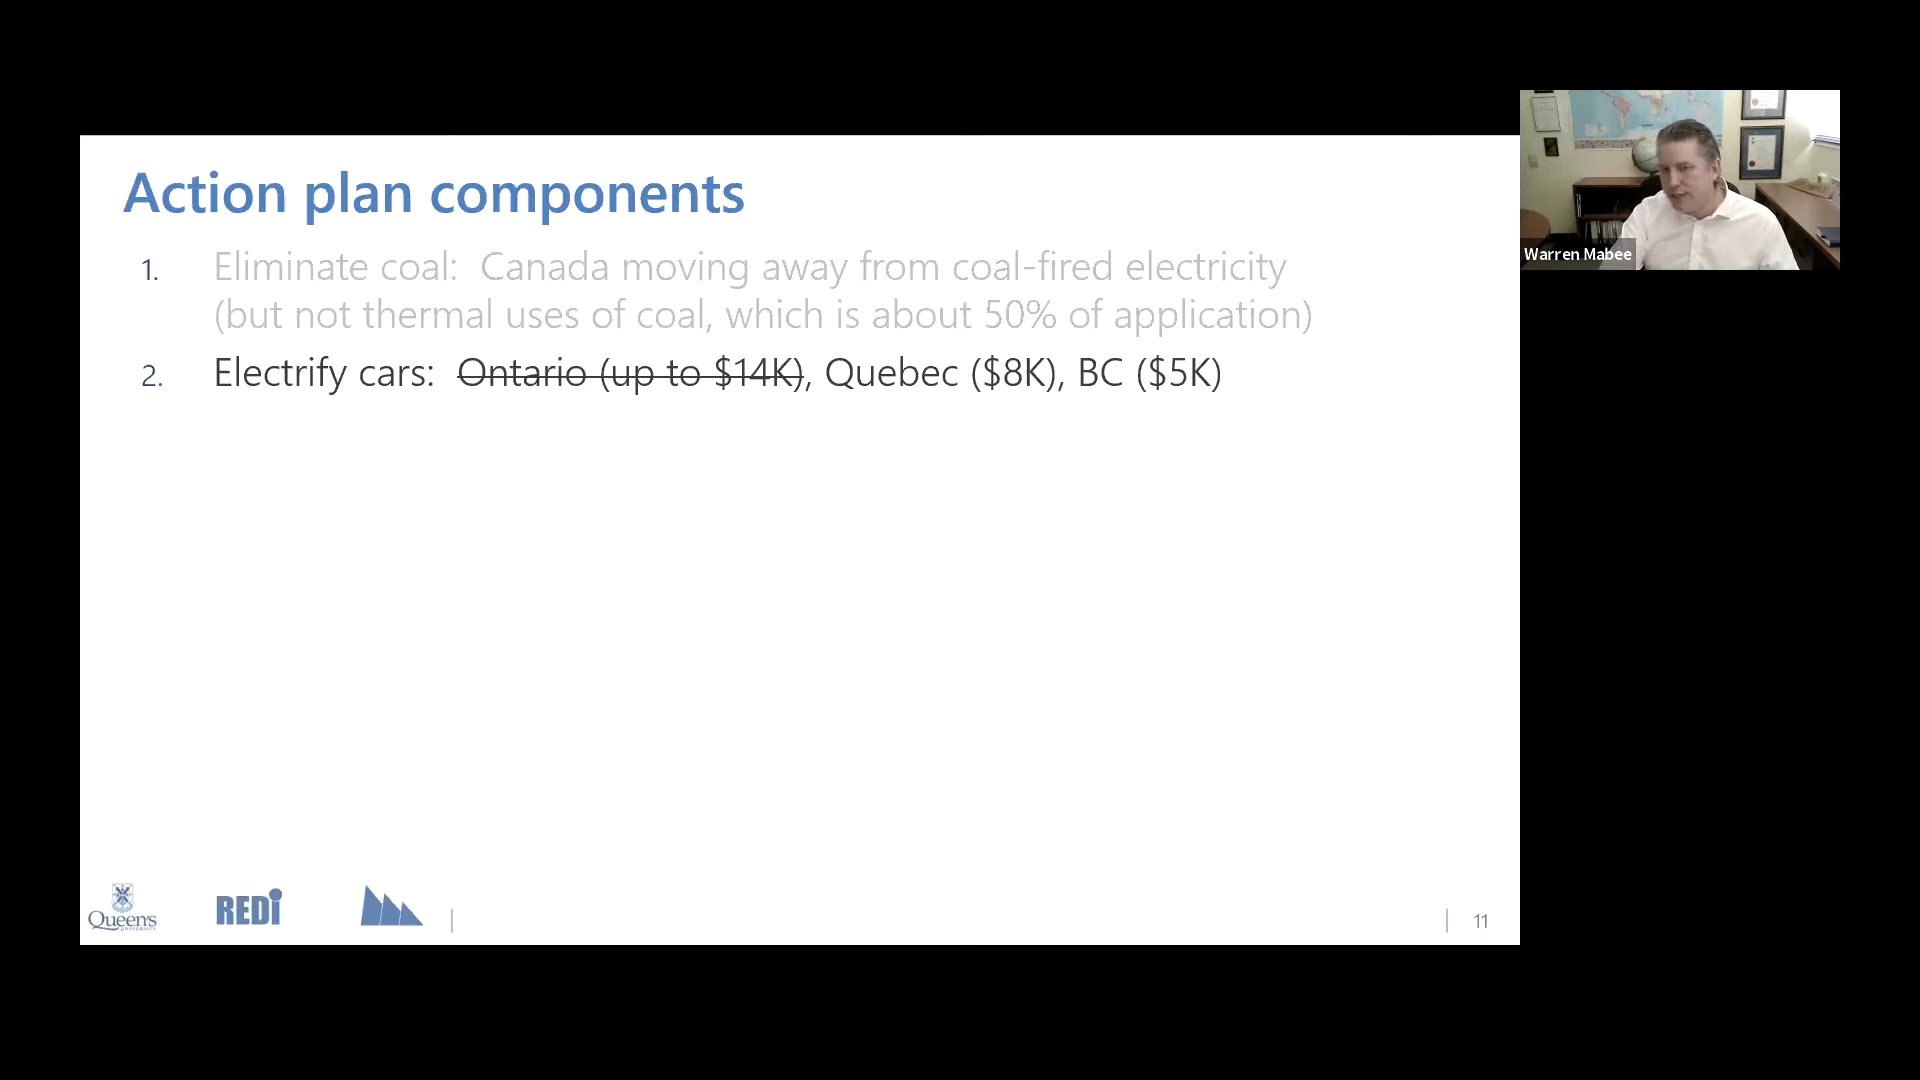 Action plan components
1. Eliminate coal: Canada moving away from coal-fired electricity
(but not thermal uses of coal, which is about 50% of application)
2. Electrify cars: Ontario (up to $14K), Quebec ($8K), BC ($5K)
Queen's
UNIVERSITY
REDi
11
Warren Mabee